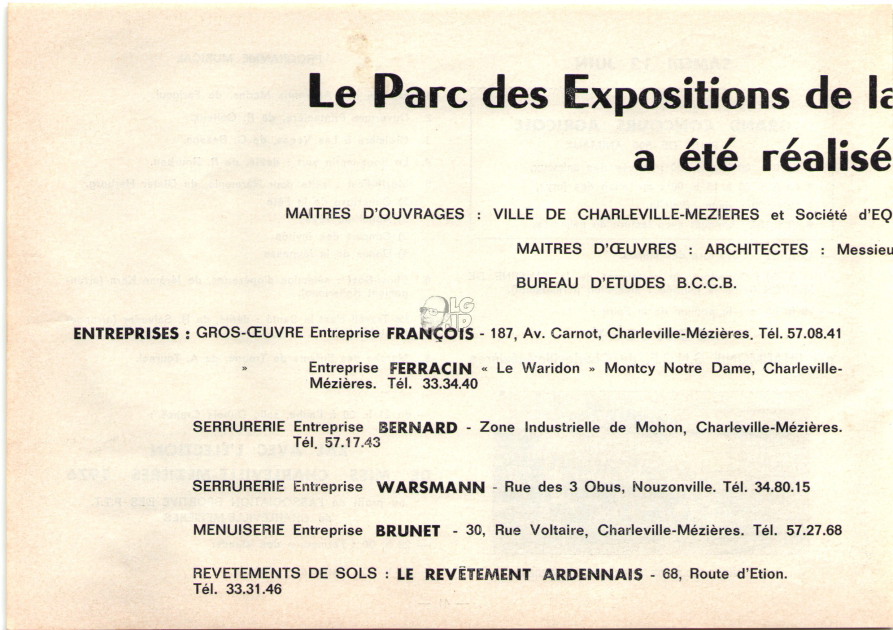 Le Parc des Expositions de la
a été réalisé
MAITRES D'OUVRAGES : VILLE DE CHARLEVILLE-MEZIERES et Société d'EQ
MAITRES D'ŒUVRES : ARCHITECTES : Messieu
BUREAU D'ETUDES B.C.C.B.
LG
JP
ENTREPRISES : GROS-ŒUVRE Entreprise FRANÇOIS - 187, Av. Carnot, Charleville-Mézières. Tél. 57.08.41
» Entreprise FERRACIN « Le Waridon » Montcy Notre Dame, Charleville-
Mézières. Tél. 33.34.40
SERRURERIE Entreprise BERNARD - Zone Industrielle de Mohon, Charleville-Mézières.
Tél. 57.17.43
SERRURERIE Entreprise WARSMANN - Rue des 3 Obus, Nouzonville. Tél. 34.80.15
MENUISERIE Entreprise BRUNET - 30, Rue Voltaire, Charleville-Mézières. Tél. 57.27.68
REVETEMENTS DE SOLS : LE REVÊTEMENT ARDENNAIS - 68, Route d'Etion.
Tél. 33.31.46